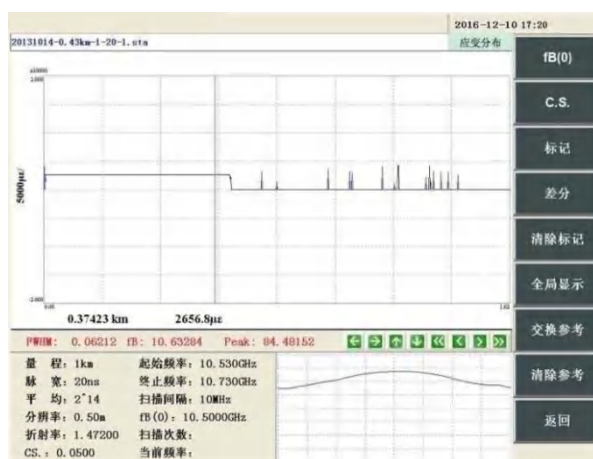 2016-12-10 17:20
20131014-0.43km-1-20-1.sta
应变分布
5000με/
0.37423 km 2656.8με
FWHM: 0.06212 fB: 10.63284 Peak: 84.48152
量 程: 1km 起始频率: 10.530GHz
脉 宽: 20ns 终止频率: 10.730GHz
平 均: 2^14 扫描间隔: 10MHz
分辨率: 0.50m fB(0): 10.5000GHz
折射率: 1.47200 扫描次数:
CS.: 0.0500 当前频率:
fB(0)
C.S.
标记
差分
清除标记
全局显示
交换参考
清除参考
返回